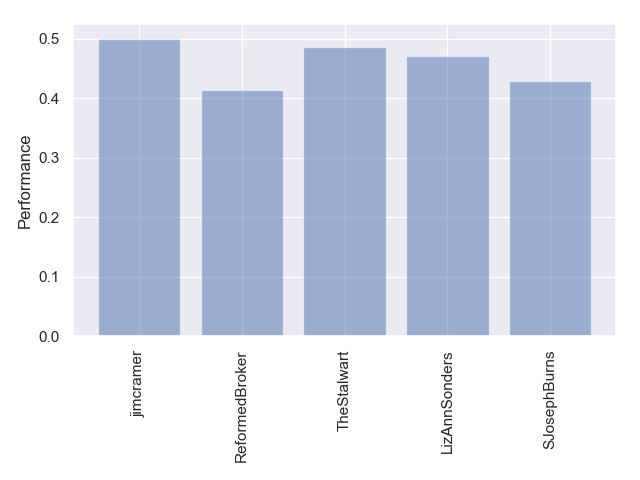 0.5
0.4
0.3
0.2
0.1
0.0
Performance
jimcramer
ReformedBroker
TheStalwart
LizAnnSonders
SJosephBurns